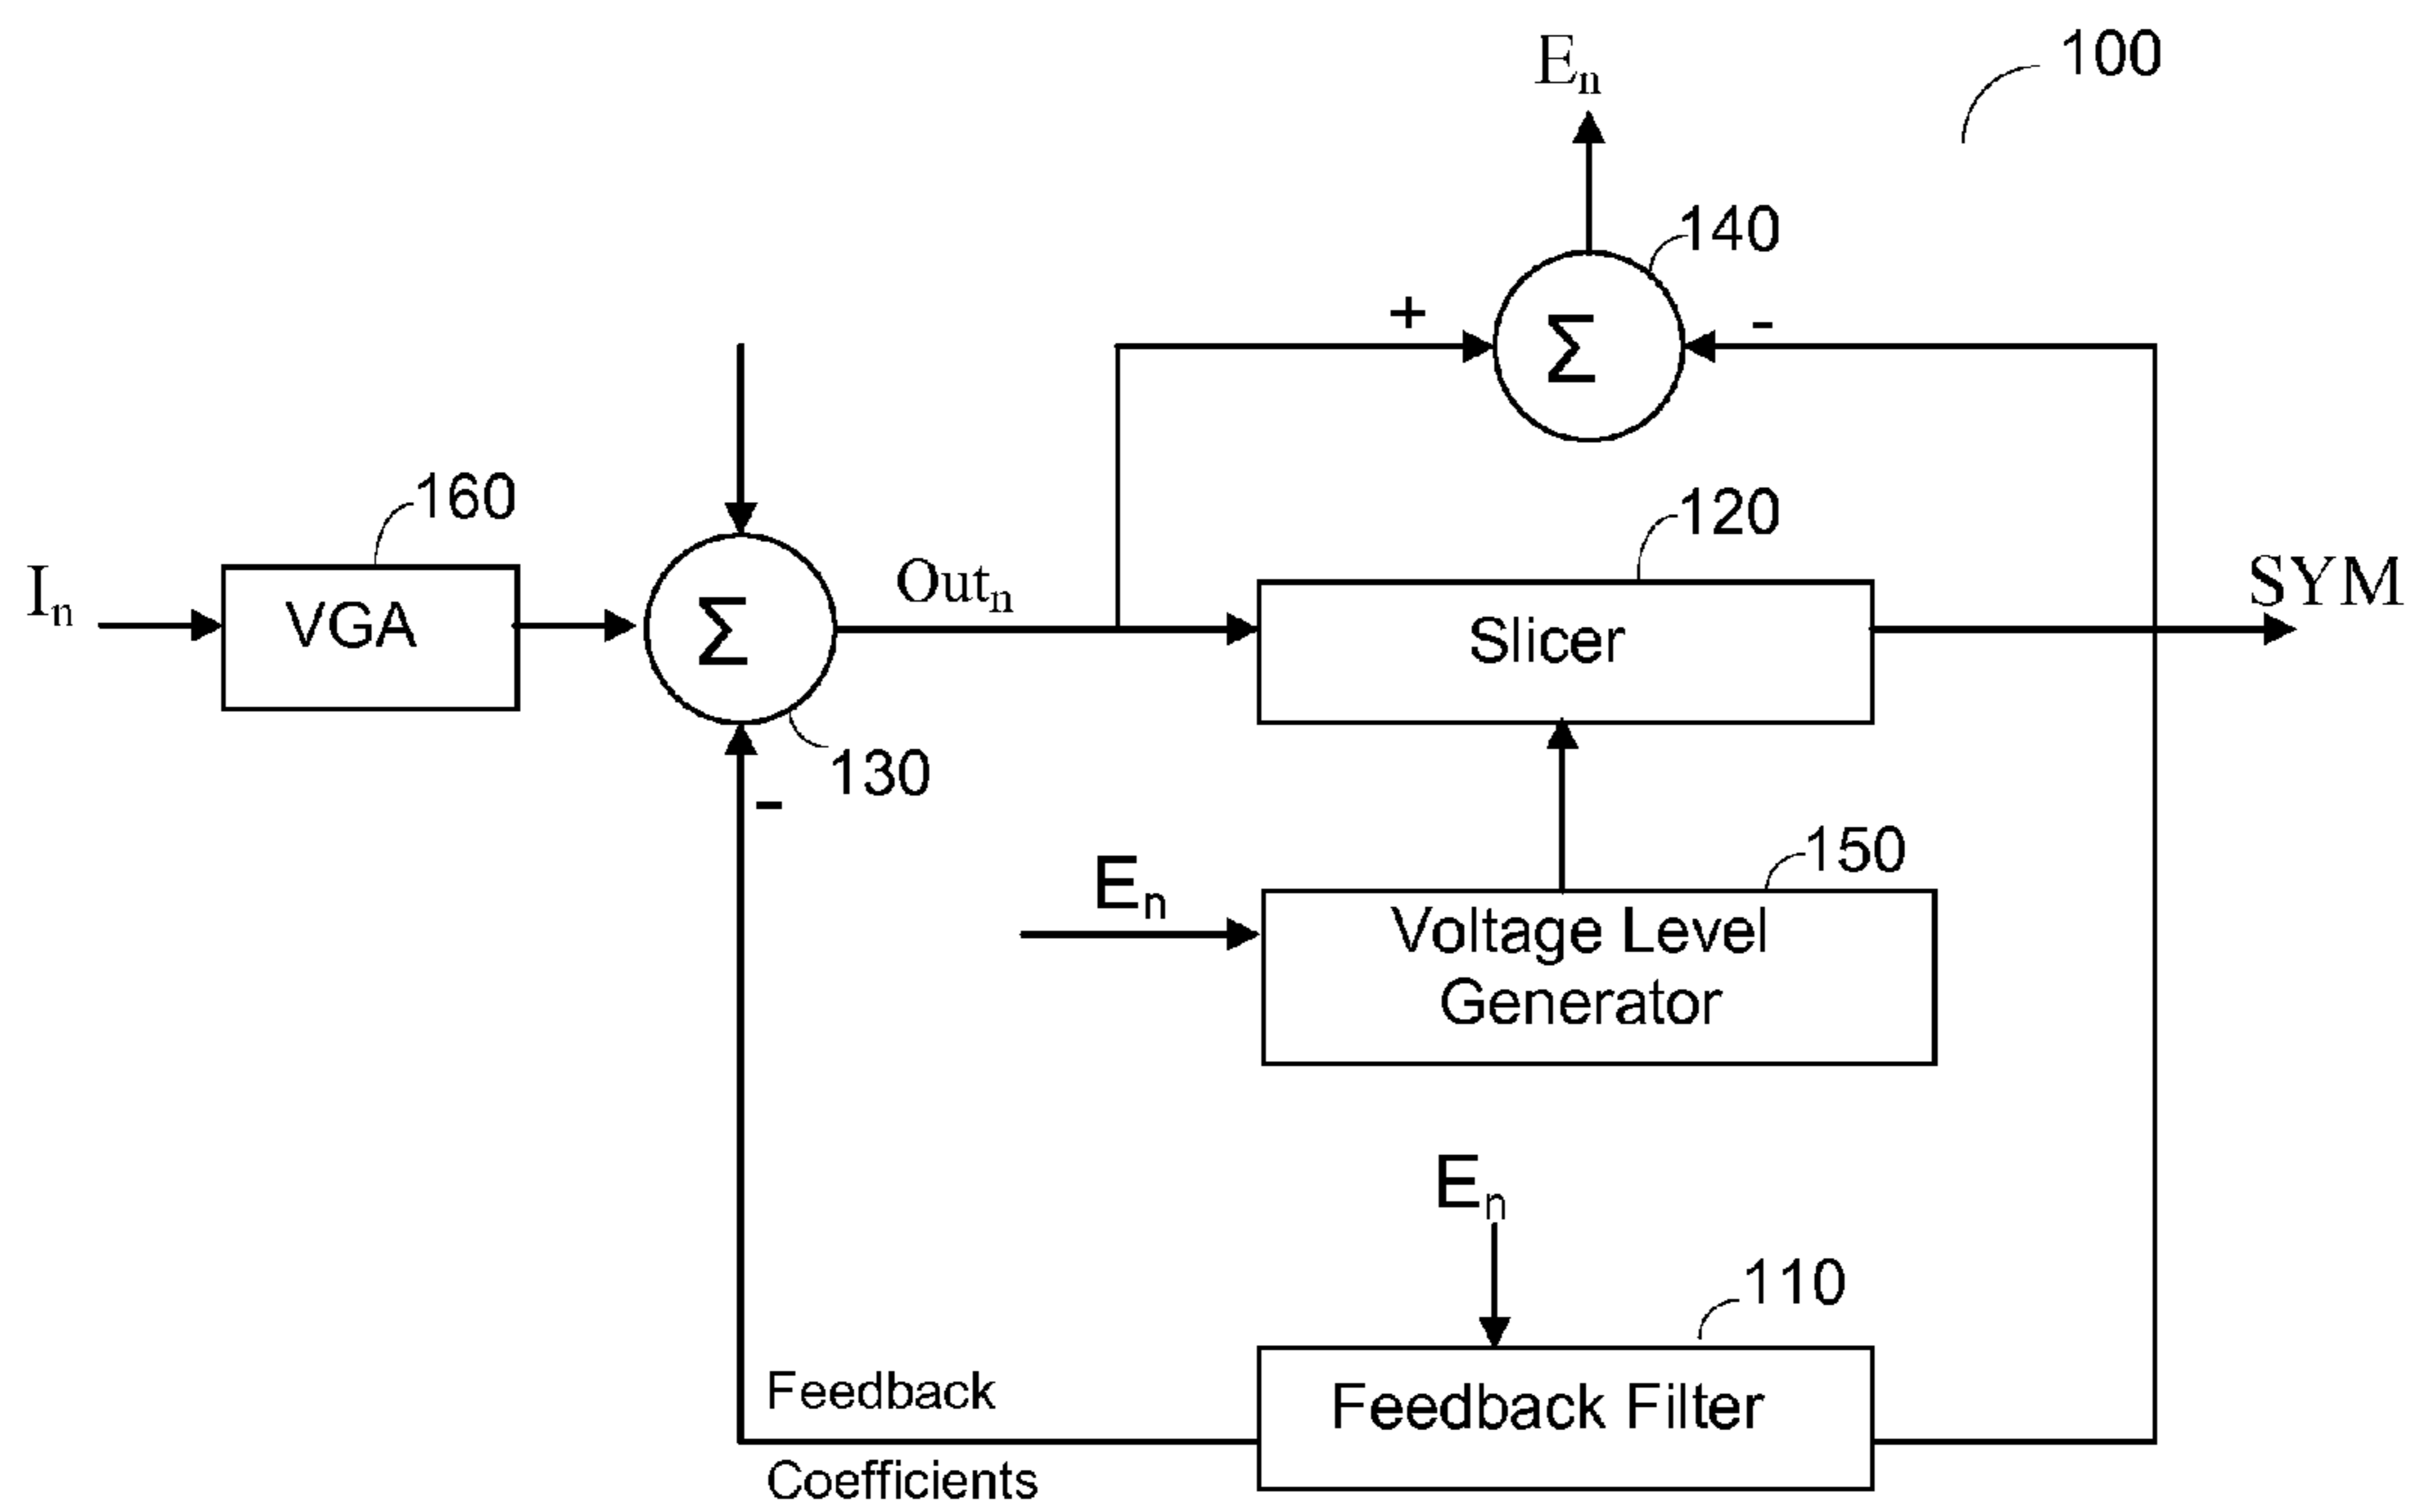 100
Eₙ
140
+
-
Σ
160
120
Iₙ
VGA
Σ
Outₙ
Slicer
SYM
130
-
150
Eₙ
Voltage Level
Generator
Eₙ
110
Feedback
Feedback Filter
Coefficients